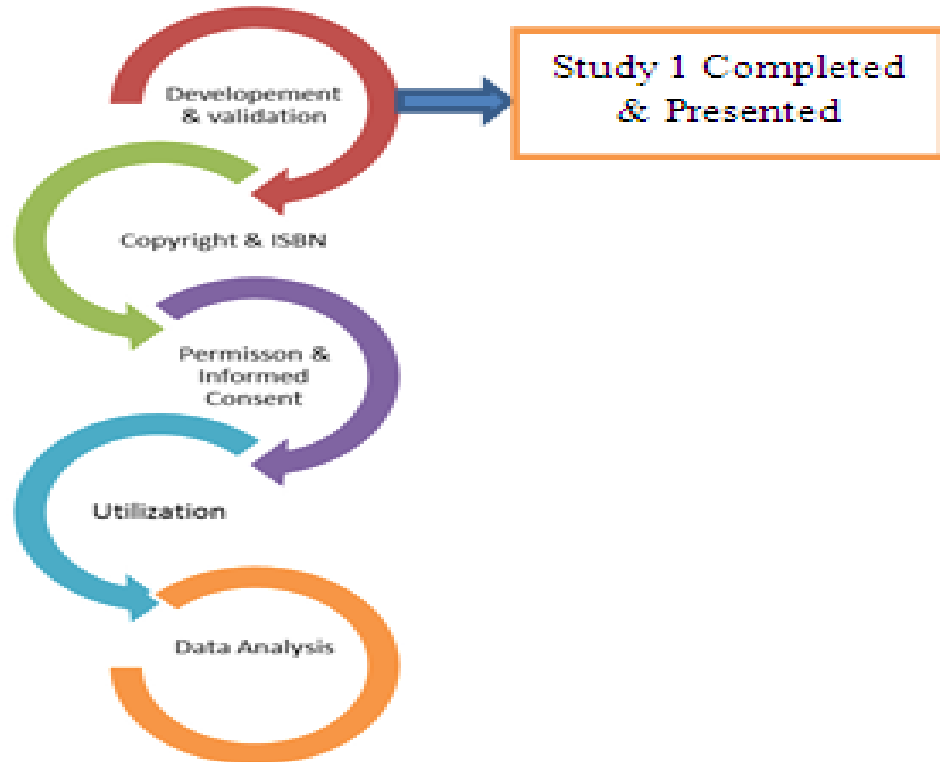 Developement
& validation
Study 1 Completed
& Presented
Copyright & ISBN
Permisson &
Informed
Consent
Utilization
Data Analysis